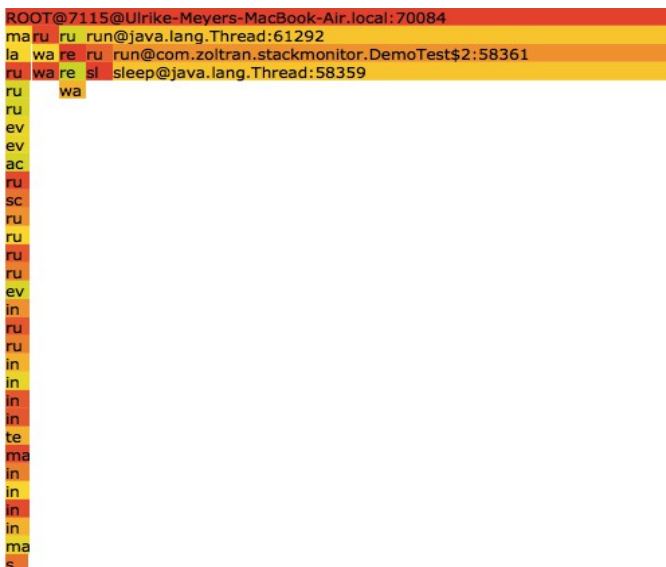 ROOT@7115@Ulrike-Meyers-MacBook-Air.local:70084
ma ru ru run@java.lang.Thread:61292
la wa re ru run@com.zoltran.stackmonitor.DemoTest$2:58361
ru wa re sl sleep@java.lang.Thread:58359
ru wa
ru
ev
ev
ac
ru
sc
ru
ru
ru
ru
ev
in
ru
ru
in
in
in
in
te
ma
in
in
in
in
ma
s